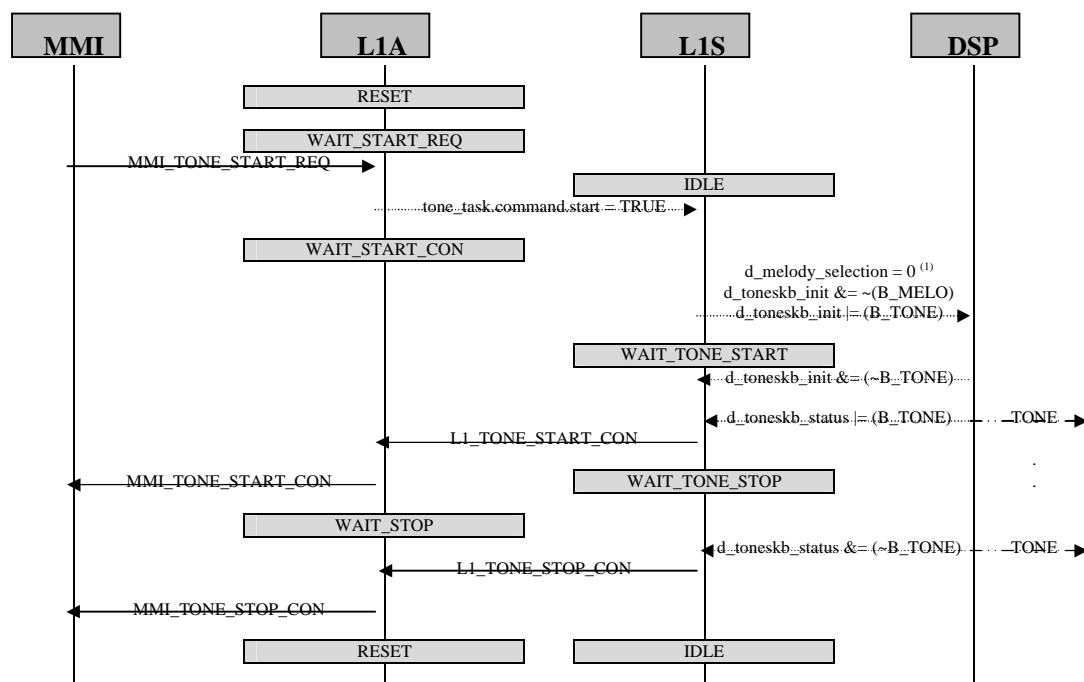 MMI
L1A
L1S
DSP
RESET
WAIT_START_REQ
MMI_TONE_START_REQ
IDLE
tone_task.command.start = TRUE
WAIT_START_CON
d_melody_selection = 0 (1)
d_toneskb_init &= ~(B_MELO)
d_toneskb_init |= (B_TONE)
WAIT_TONE_START
d_toneskb_init &= (~B_TONE)
d_toneskb_status |= (B_TONE) TONE
L1_TONE_START_CON
MMI_TONE_START_CON
WAIT_TONE_STOP
WAIT_STOP
d_toneskb_status &= (~B_TONE) TONE
L1_TONE_STOP_CON
MMI_TONE_STOP_CON
RESET
IDLE